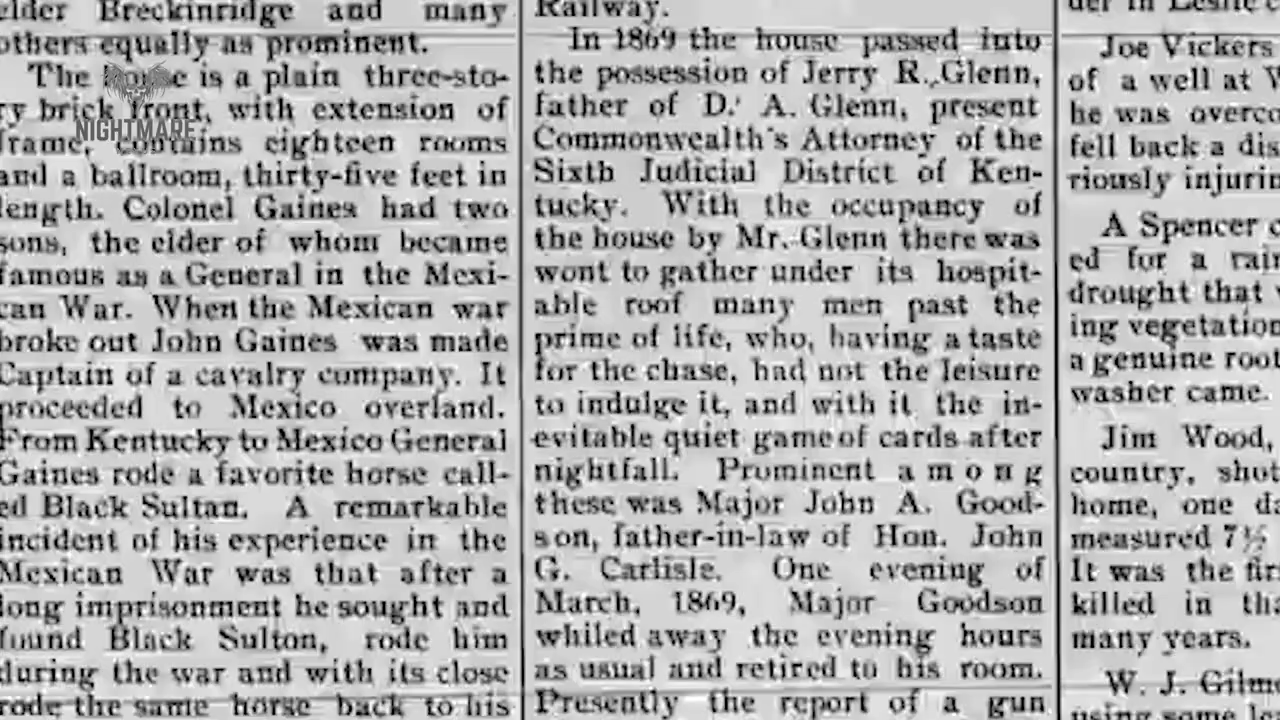 elder Breckinridge and many
others equally as prominent.
The house is a plain three-sto-
ry brick front, with extension of
frame, contains eighteen rooms
and a ballroom, thirty-five feet in
length. Colonel Gaines had two
sons, the elder of whom became
famous as a General in the Mexi-
can War. When the Mexican war
broke out John Gaines was made
Captain of a cavalry company. It
proceeded to Mexico overland.
From Kentucky to Mexico General
Gaines rode a favorite horse call-
ed Black Sultan. A remarkable
incident of his experience in the
Mexican War was that after a
long imprisonment he sought and
found Black Sulton, rode him
during the war and with its close
rode the same horse back to his
NIGHTMARE
Railway.
In 1869 the house passed into
the possession of Jerry R. Glenn,
father of D. A. Glenn, present
Commonwealth's Attorney of the
Sixth Judicial District of Ken-
tucky. With the occupancy of
the house by Mr. Glenn there was
wont to gather under its hospit-
able roof many men past the
prime of life, who, having a taste
for the chase, had not the leisure
to indulge it, and with it the in-
evitable quiet game of cards after
nightfall. Prominent among
these was Major John A. Good-
son, father-in-law of Hon. John
G. Carlisle. One evening of
March, 1869, Major Goodson
whiled away the evening hours
as usual and retired to his room.
Presently the report of a gun
der in Leslie
Joe Vickers
of a well at
he was
fell back a
riously
A Spencer
ed for a
drought that
ing vegetation
a genuine
washer came.
Jim Wood,
country, shot
home, one
measured 7½
It was the
killed in
many years.
W. J.
using some